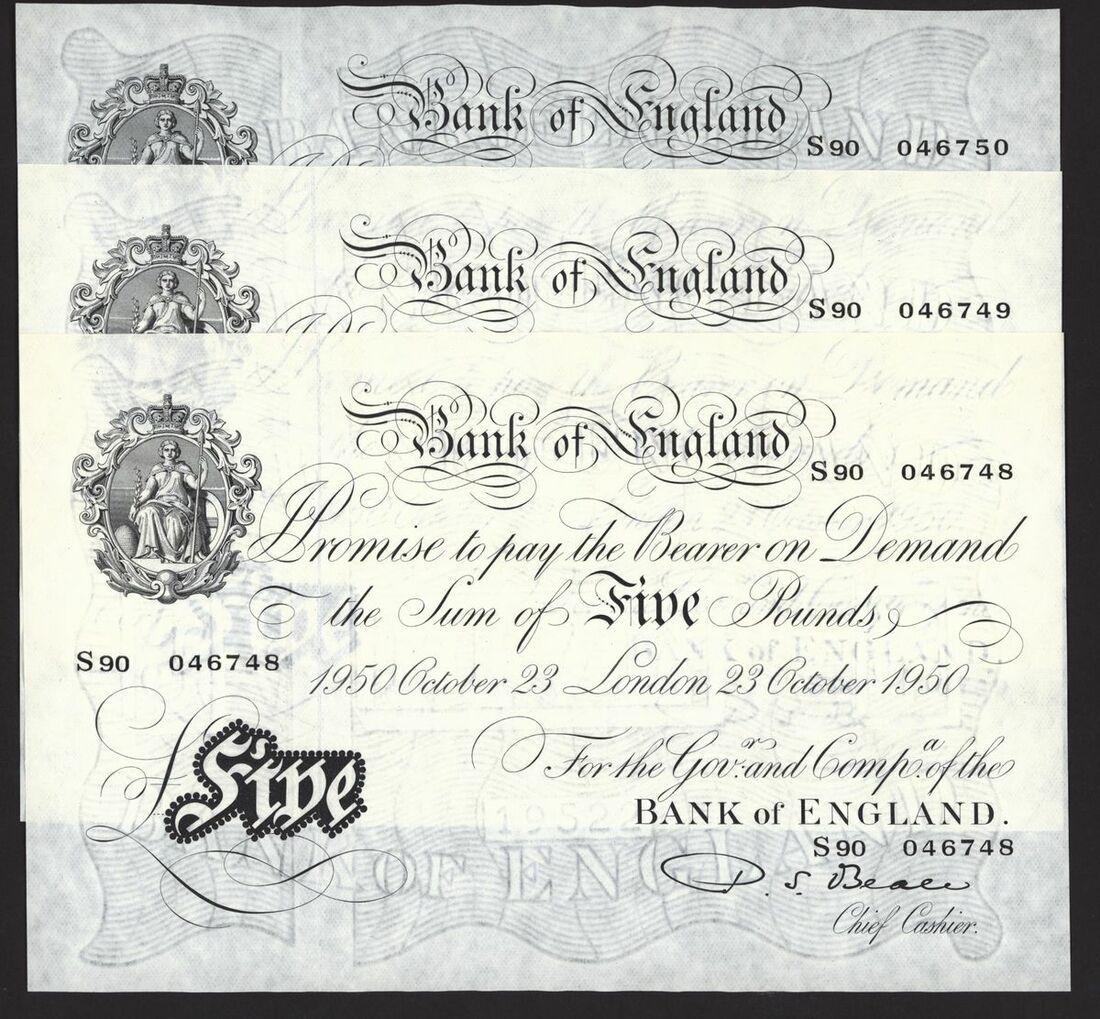 Bank of England
S90 046750
Bank of England
S90 046749
Bank of England
S90 046748
I Promise to pay the Bearer on Demand
the Sum of Five Pounds
S90 046748
1950 October 23 London 23 October 1950
For the Govr. and Compa. of the
BANK of ENGLAND.
£ Five
S90 046748
P. S. Beale
Chief Cashier.
OF ENGLAND